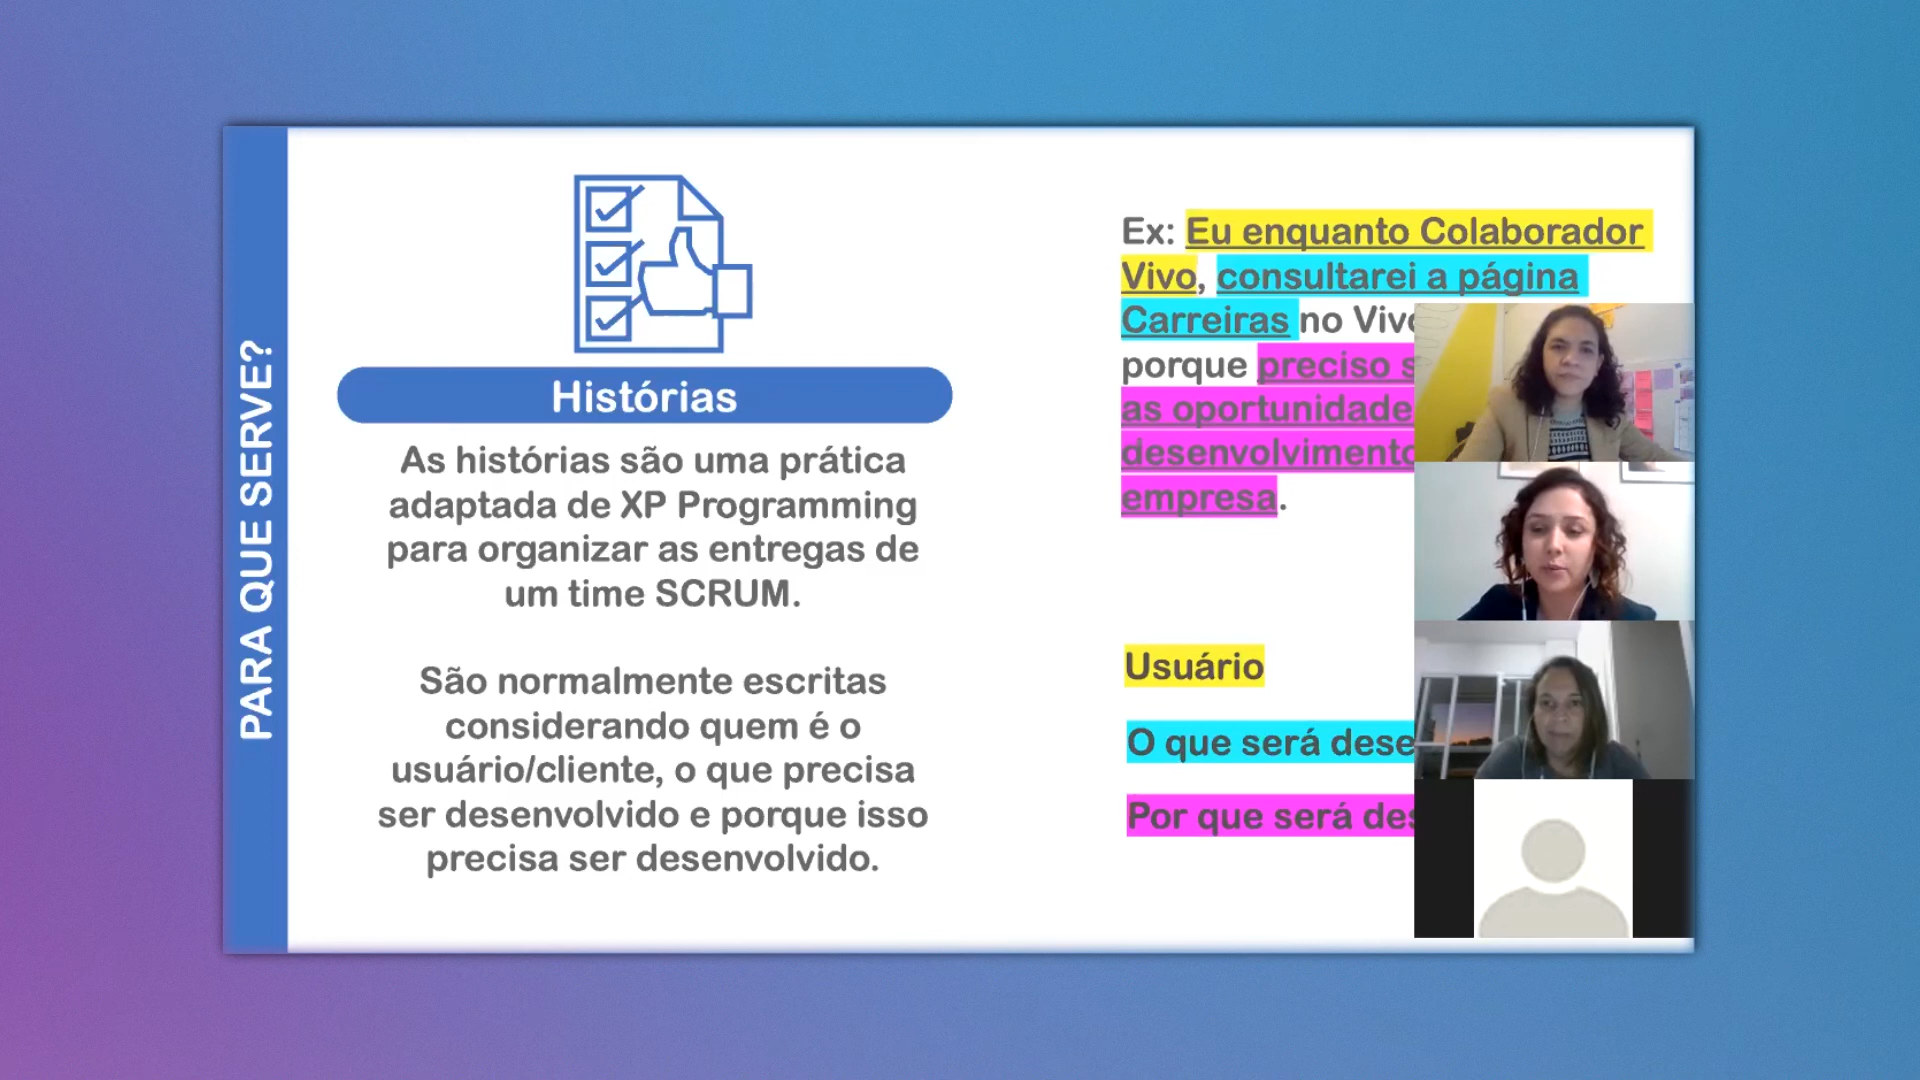 PARA QUE SERVE?
Histórias
As histórias são uma prática
adaptada de XP Programming
para organizar as entregas de
um time SCRUM.
São normalmente escritas
considerando quem é o
usuário/cliente, o que precisa
ser desenvolvido e porque isso
precisa ser desenvolvido.
Ex: Eu enquanto Colaborador
Vivo, consultarei a página
Carreiras no
porque preciso
as
empresa.
Usuário
O que será
Por que será